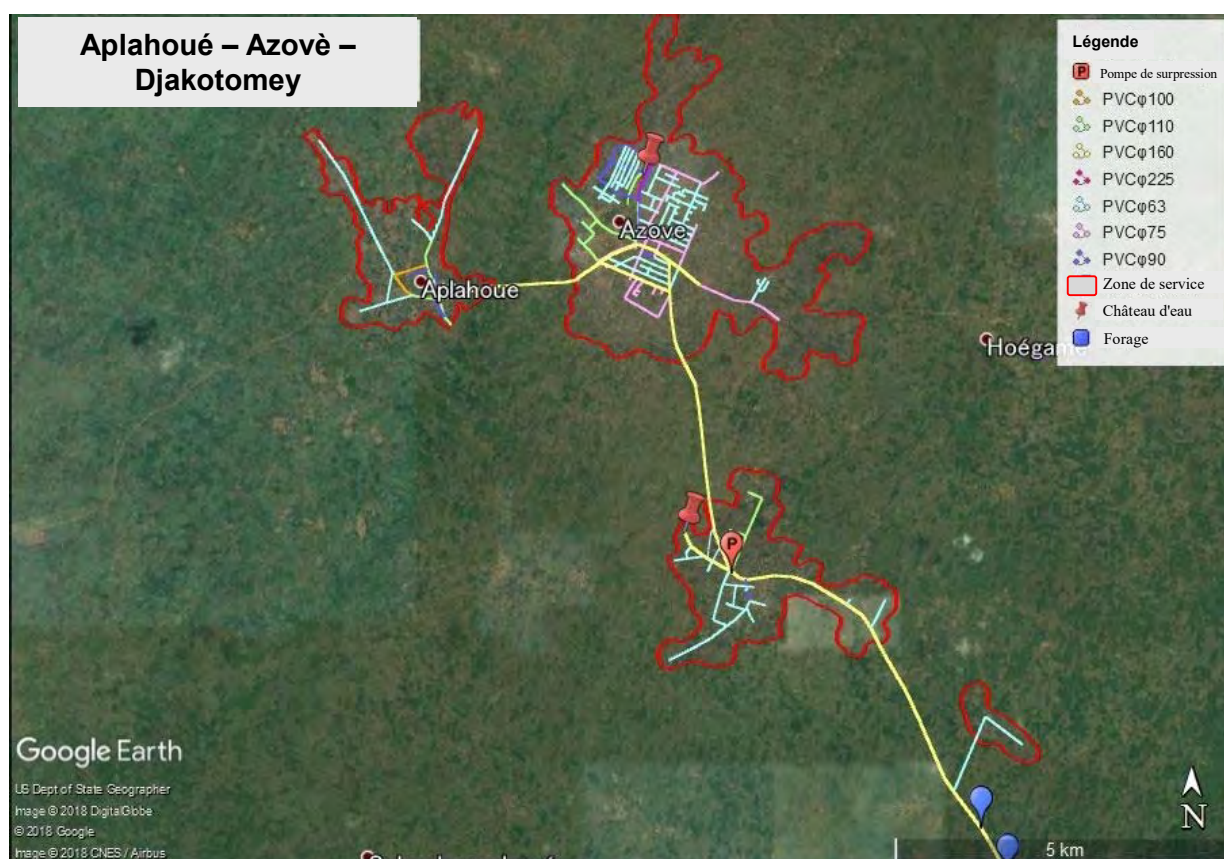 Aplahoué – Azovè –
Djakotomey
Légende
Pompe de surpression
PVCφ100
PVCφ110
PVCφ160
PVCφ225
PVCφ63
PVCφ75
PVCφ90
Zone de service
Château d'eau
Forage
Azove
Aplahoue
Hoégame
P
Google Earth
US Dept of State Geographer
Image © 2018 DigitalGlobe
© 2018 Google
Image © 2018 CNES / Airbus
N
5 km